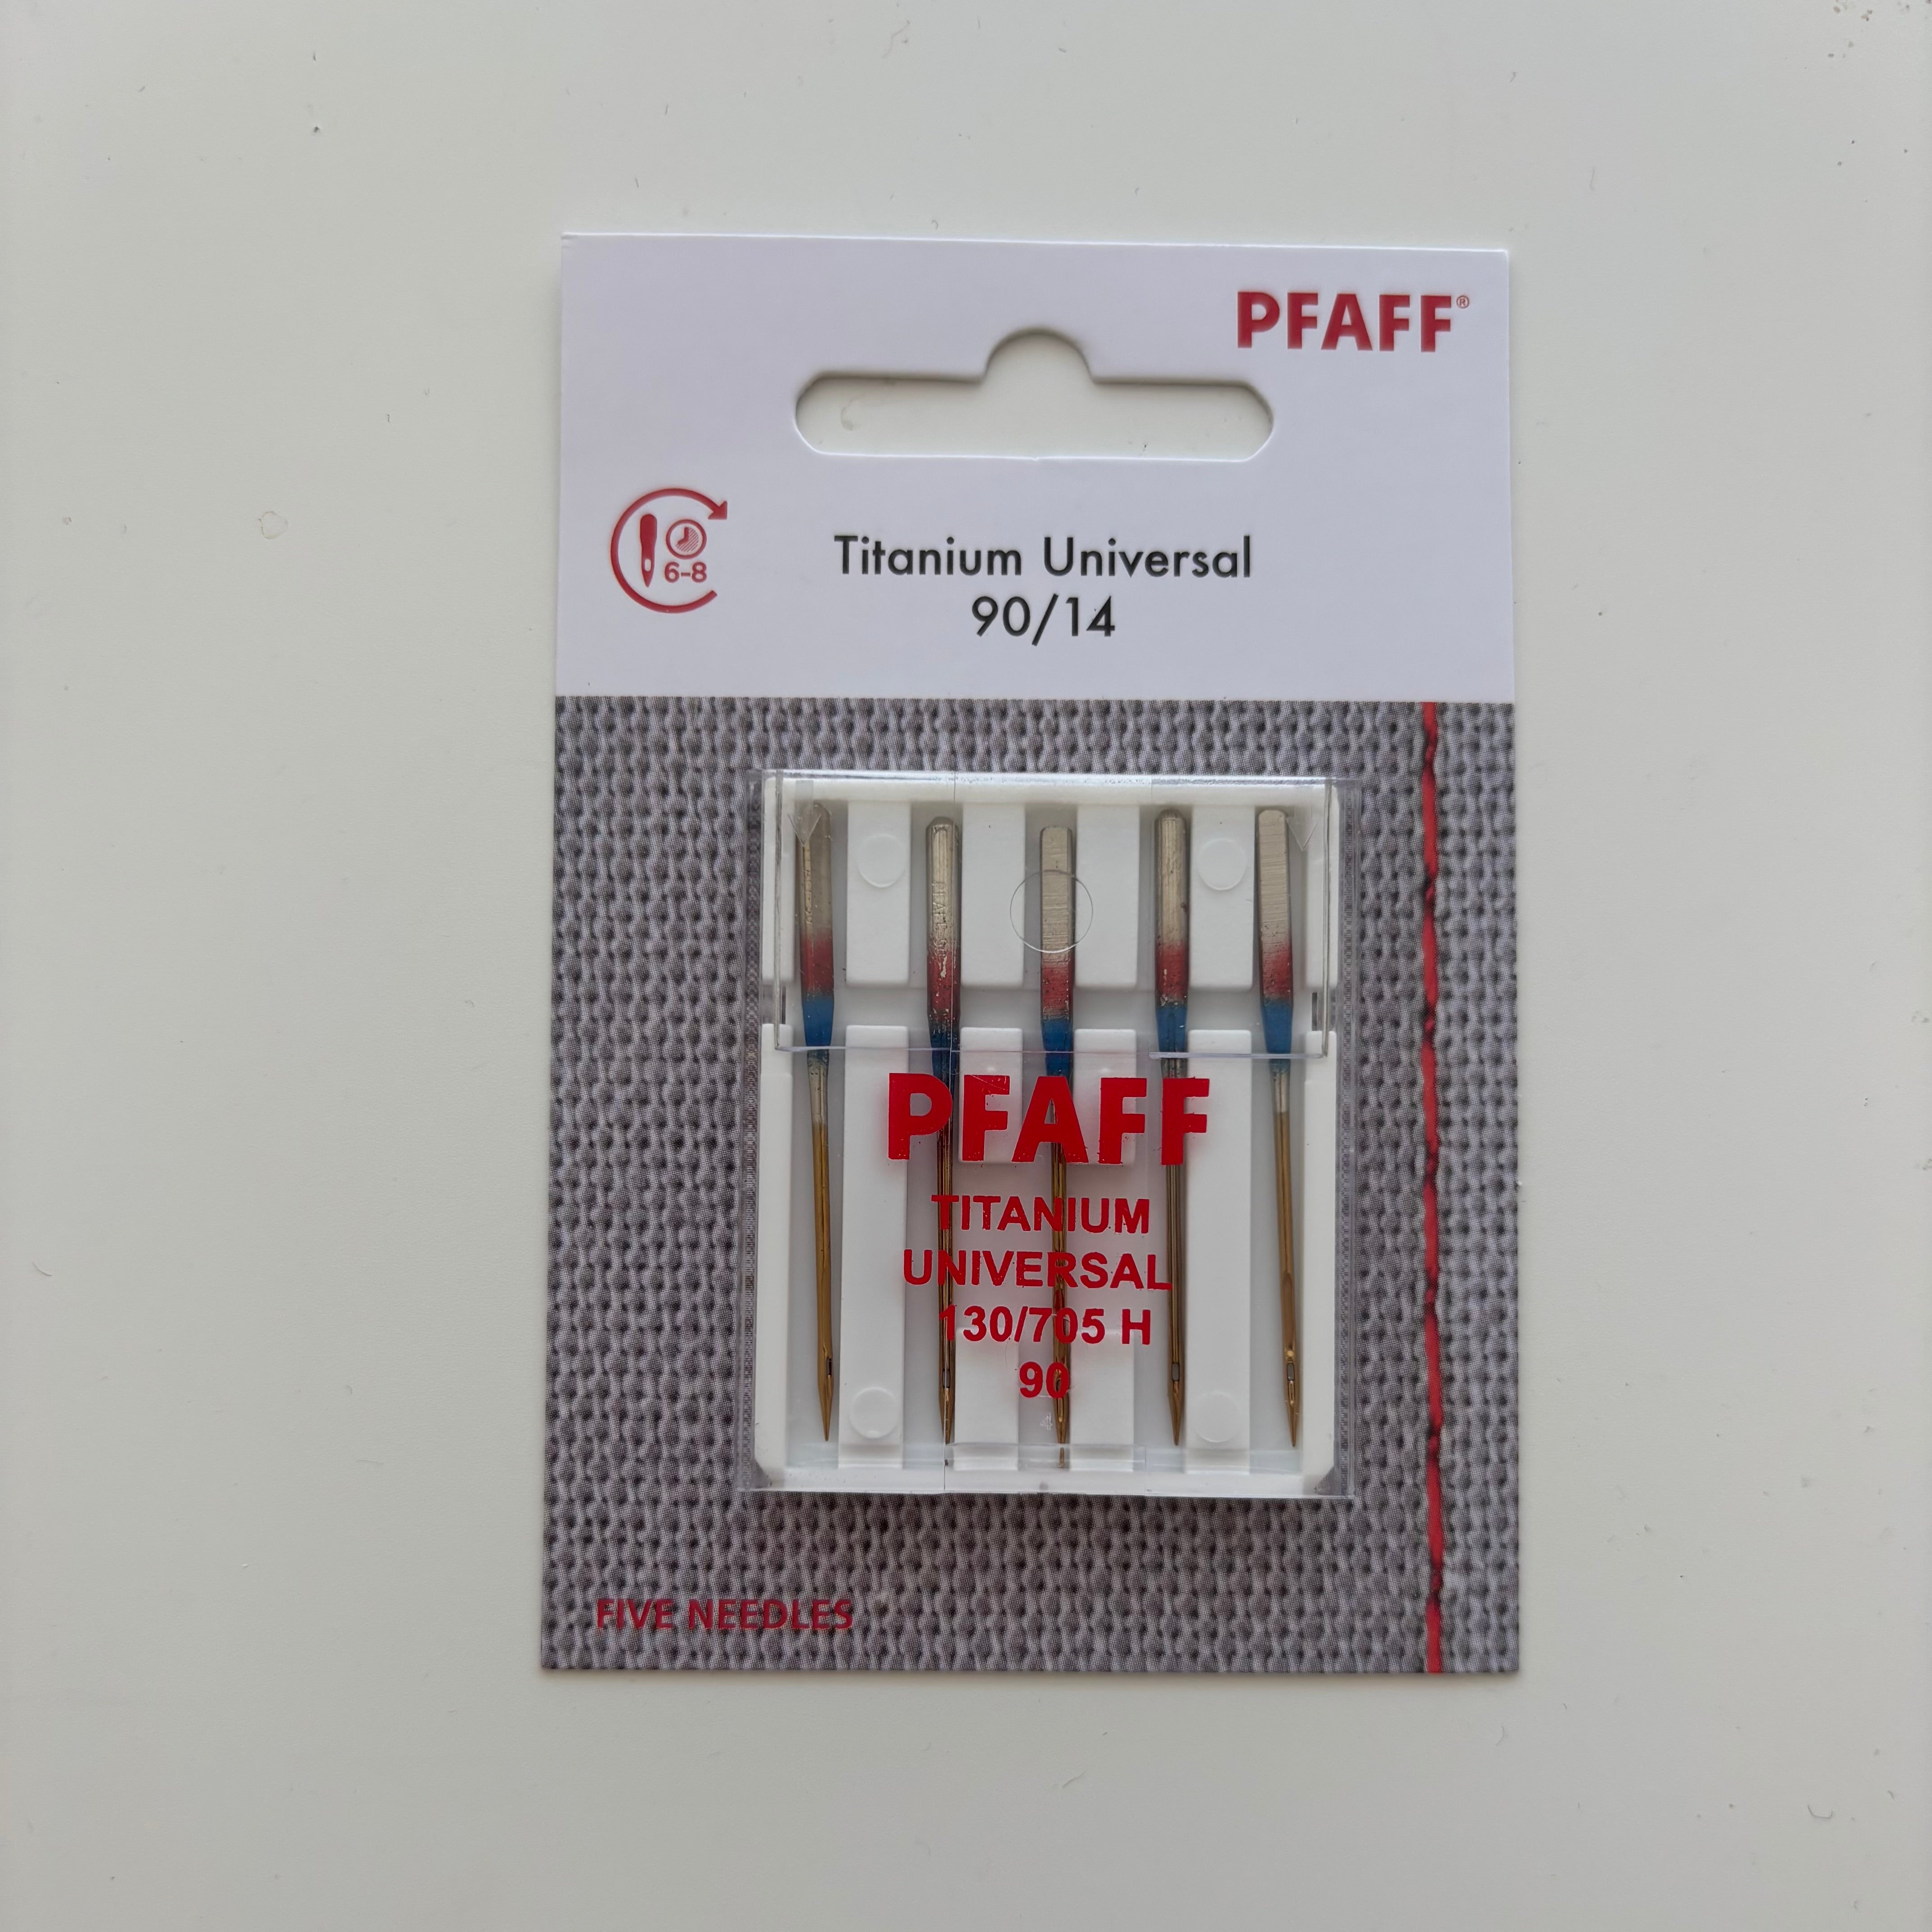 PFAFF®
6-8
Titanium Universal
90/14
PFAFF
TITANIUM
UNIVERSAL
130/705 H
90
FIVE NEEDLES